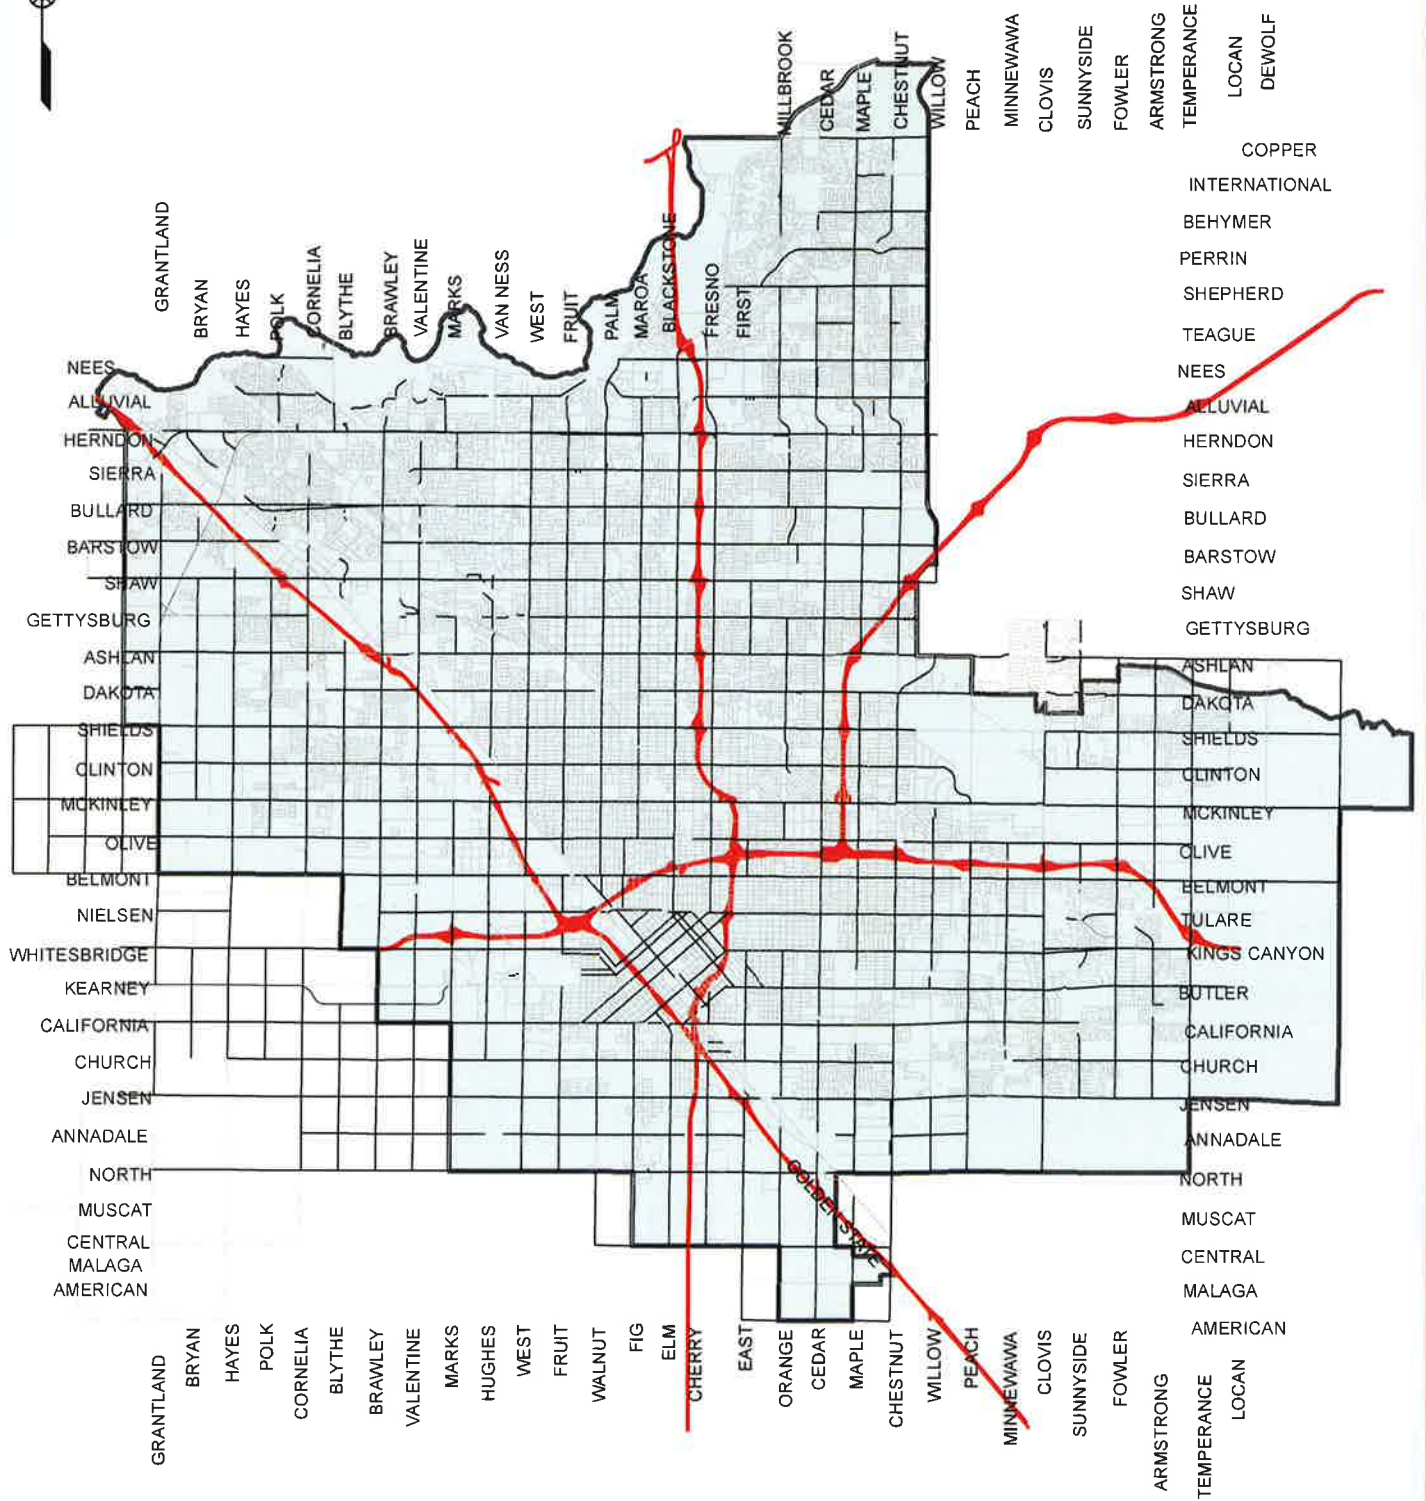 MILLBROOK
CEDAR
MAPLE
CHESTNUT
WILLOW
PEACH
MINNEWAWA
CLOVIS
SUNNYSIDE
FOWLER
ARMSTRONG
TEMPERANCE
LOCAN
DEWOLF
GRANTLAND
BRYAN
HAYES
POLK
CORNELIA
BLYTHE
BRAWLEY
VALENTINE
MARKS
VAN NESS
WEST
FRUIT
PALM
MAROA
BLACKSTONE
FRESNO
FIRST
COPPER
INTERNATIONAL
BEHYMER
PERRIN
SHEPHERD
TEAGUE
NEES
ALLUVIAL
HERNDON
SIERRA
BULLARD
BARSTOW
SHAW
GETTYSBURG
ASHLAN
DAKOTA
SHIELDS
CLINTON
MCKINLEY
OLIVE
BELMONT
TULARE
KINGS CANYON
BUTLER
CALIFORNIA
CHURCH
JENSEN
ANNADALE
NORTH
MUSCAT
CENTRAL
MALAGA
AMERICAN
NEES
ALLUVIAL
HERNDON
SIERRA
BULLARD
BARSTOW
SHAW
GETTYSBURG
ASHLAN
DAKOTA
SHIELDS
CLINTON
MCKINLEY
OLIVE
BELMONT
NIELSEN
WHITESBRIDGE
KEARNEY
CALIFORNIA
CHURCH
JENSEN
ANNADALE
NORTH
MUSCAT
CENTRAL
MALAGA
AMERICAN
GOLDEN STATE
GRANTLAND
BRYAN
HAYES
POLK
CORNELIA
BLYTHE
BRAWLEY
VALENTINE
MARKS
HUGHES
WEST
FRUIT
WALNUT
FIG
ELM
CHERRY
EAST
ORANGE
CEDAR
MAPLE
CHESTNUT
WILLOW
PEACH
MINNEWAWA
CLOVIS
SUNNYSIDE
FOWLER
ARMSTRONG
TEMPERANCE
LOCAN